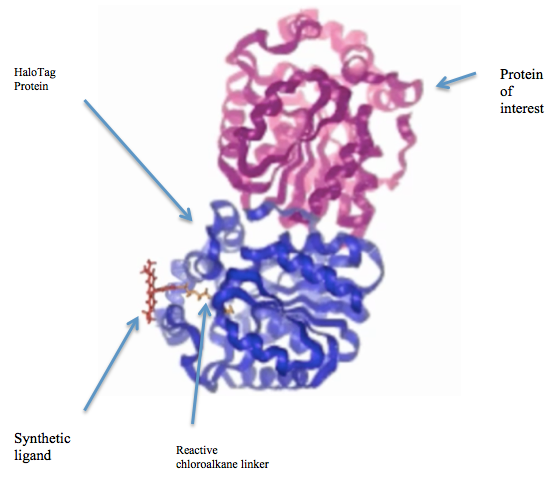 HaloTag
Protein
Protein
of
interest
Synthetic
ligand
Reactive
chloroalkane linker